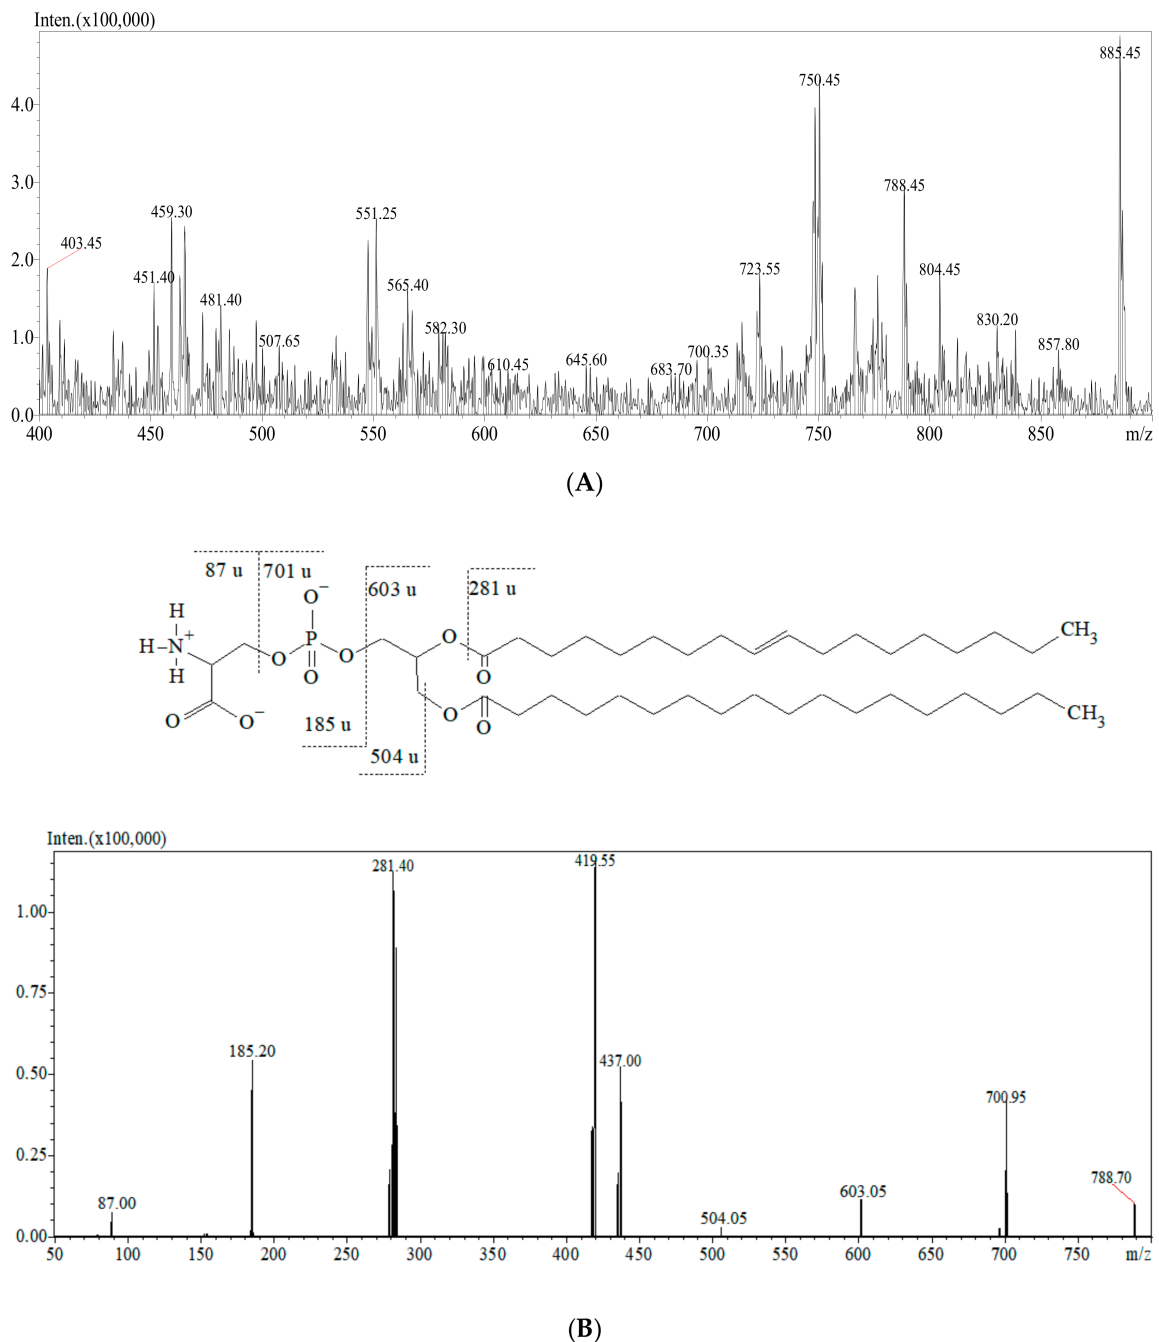 Inten.(x100,000)
885.45
750.45
4.0
3.0
788.45
459.30
551.25
403.45
2.0
723.55
451.40
565.40
804.45
481.40
582.30
830.20
1.0
507.65
700.35
857.80
610.45
645.60
683.70
0.0
400 450 500 550 600 650 700 750 800 850 m/z
(A)
87 u 701 u 603 u 281 u
O−
H
H−N+
H
P
O
O
O
O
O
CH3
O
O−
185 u
O
O
CH3
504 u
Inten.(x100,000)
281.40
419.55
1.00
0.75
185.20
437.00
0.50
700.95
0.25
788.70
87.00
603.05
504.05
0.00
50 100 150 200 250 300 350 400 450 500 550 600 650 700 750 m/z
(B)